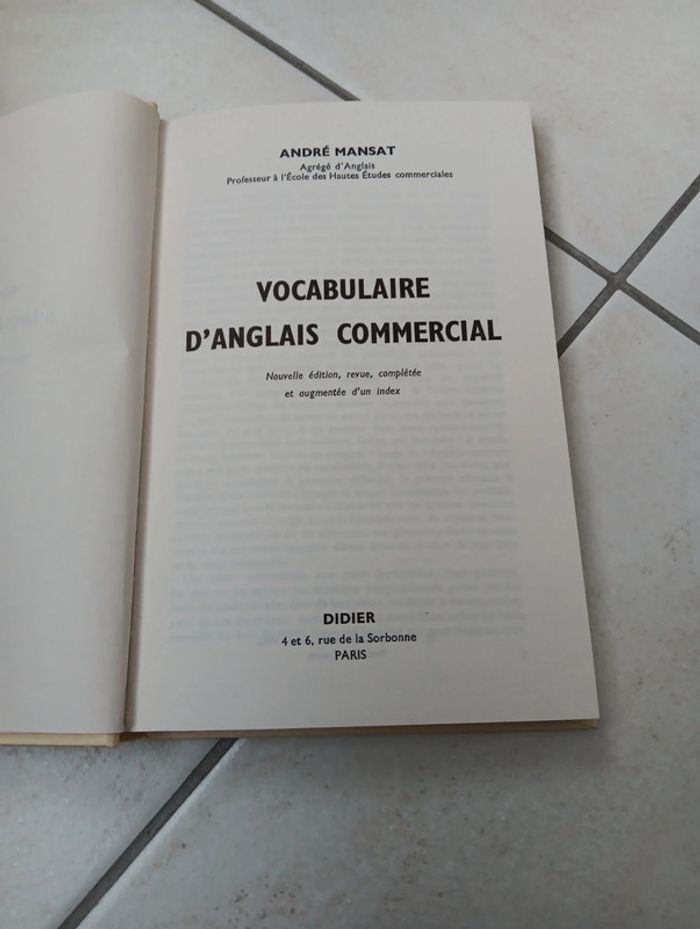 ANDRÉ MANSAT
Agrégé d'Anglais
Professeur à l'École des Hautes Études commerciales
VOCABULAIRE
D'ANGLAIS COMMERCIAL
Nouvelle édition, revue, complétée
et augmentée d'un index
DIDIER
4 et 6, rue de la Sorbonne
PARIS